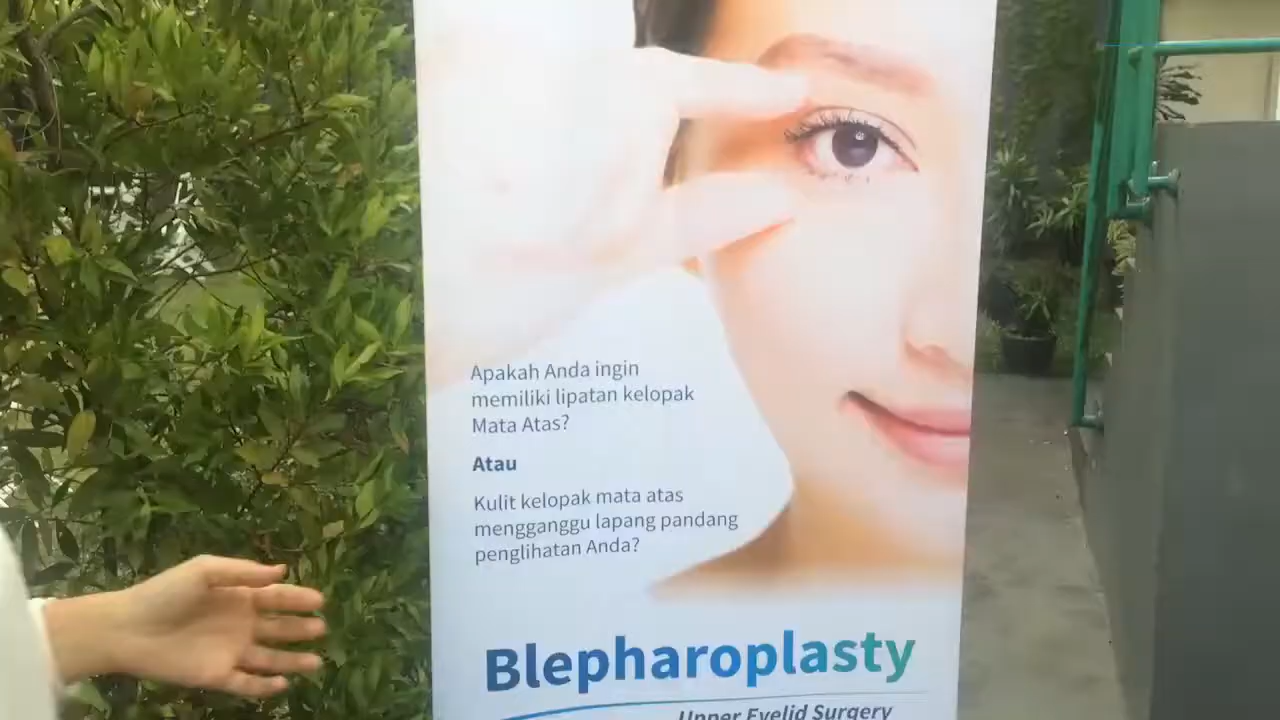 Apakah Anda ingin
memiliki lipatan kelopak
Mata Atas?
Atau
Kulit kelopak mata atas
mengganggu lapang pandang
penglihatan Anda?
Blepharoplasty
Upper Eyelid Surgery